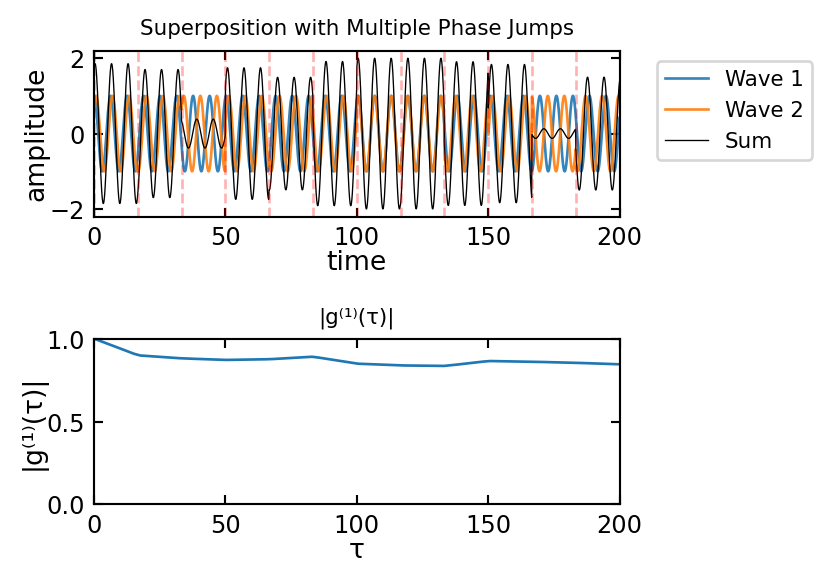 Superposition with Multiple Phase Jumps
amplitude
2
0
−2
0 50 100 150 200
time
Wave 1
Wave 2
Sum
|g⁽¹⁾(τ)|
|g⁽¹⁾(τ)|
1.0
0.5
0.0
0 50 100 150 200
τ